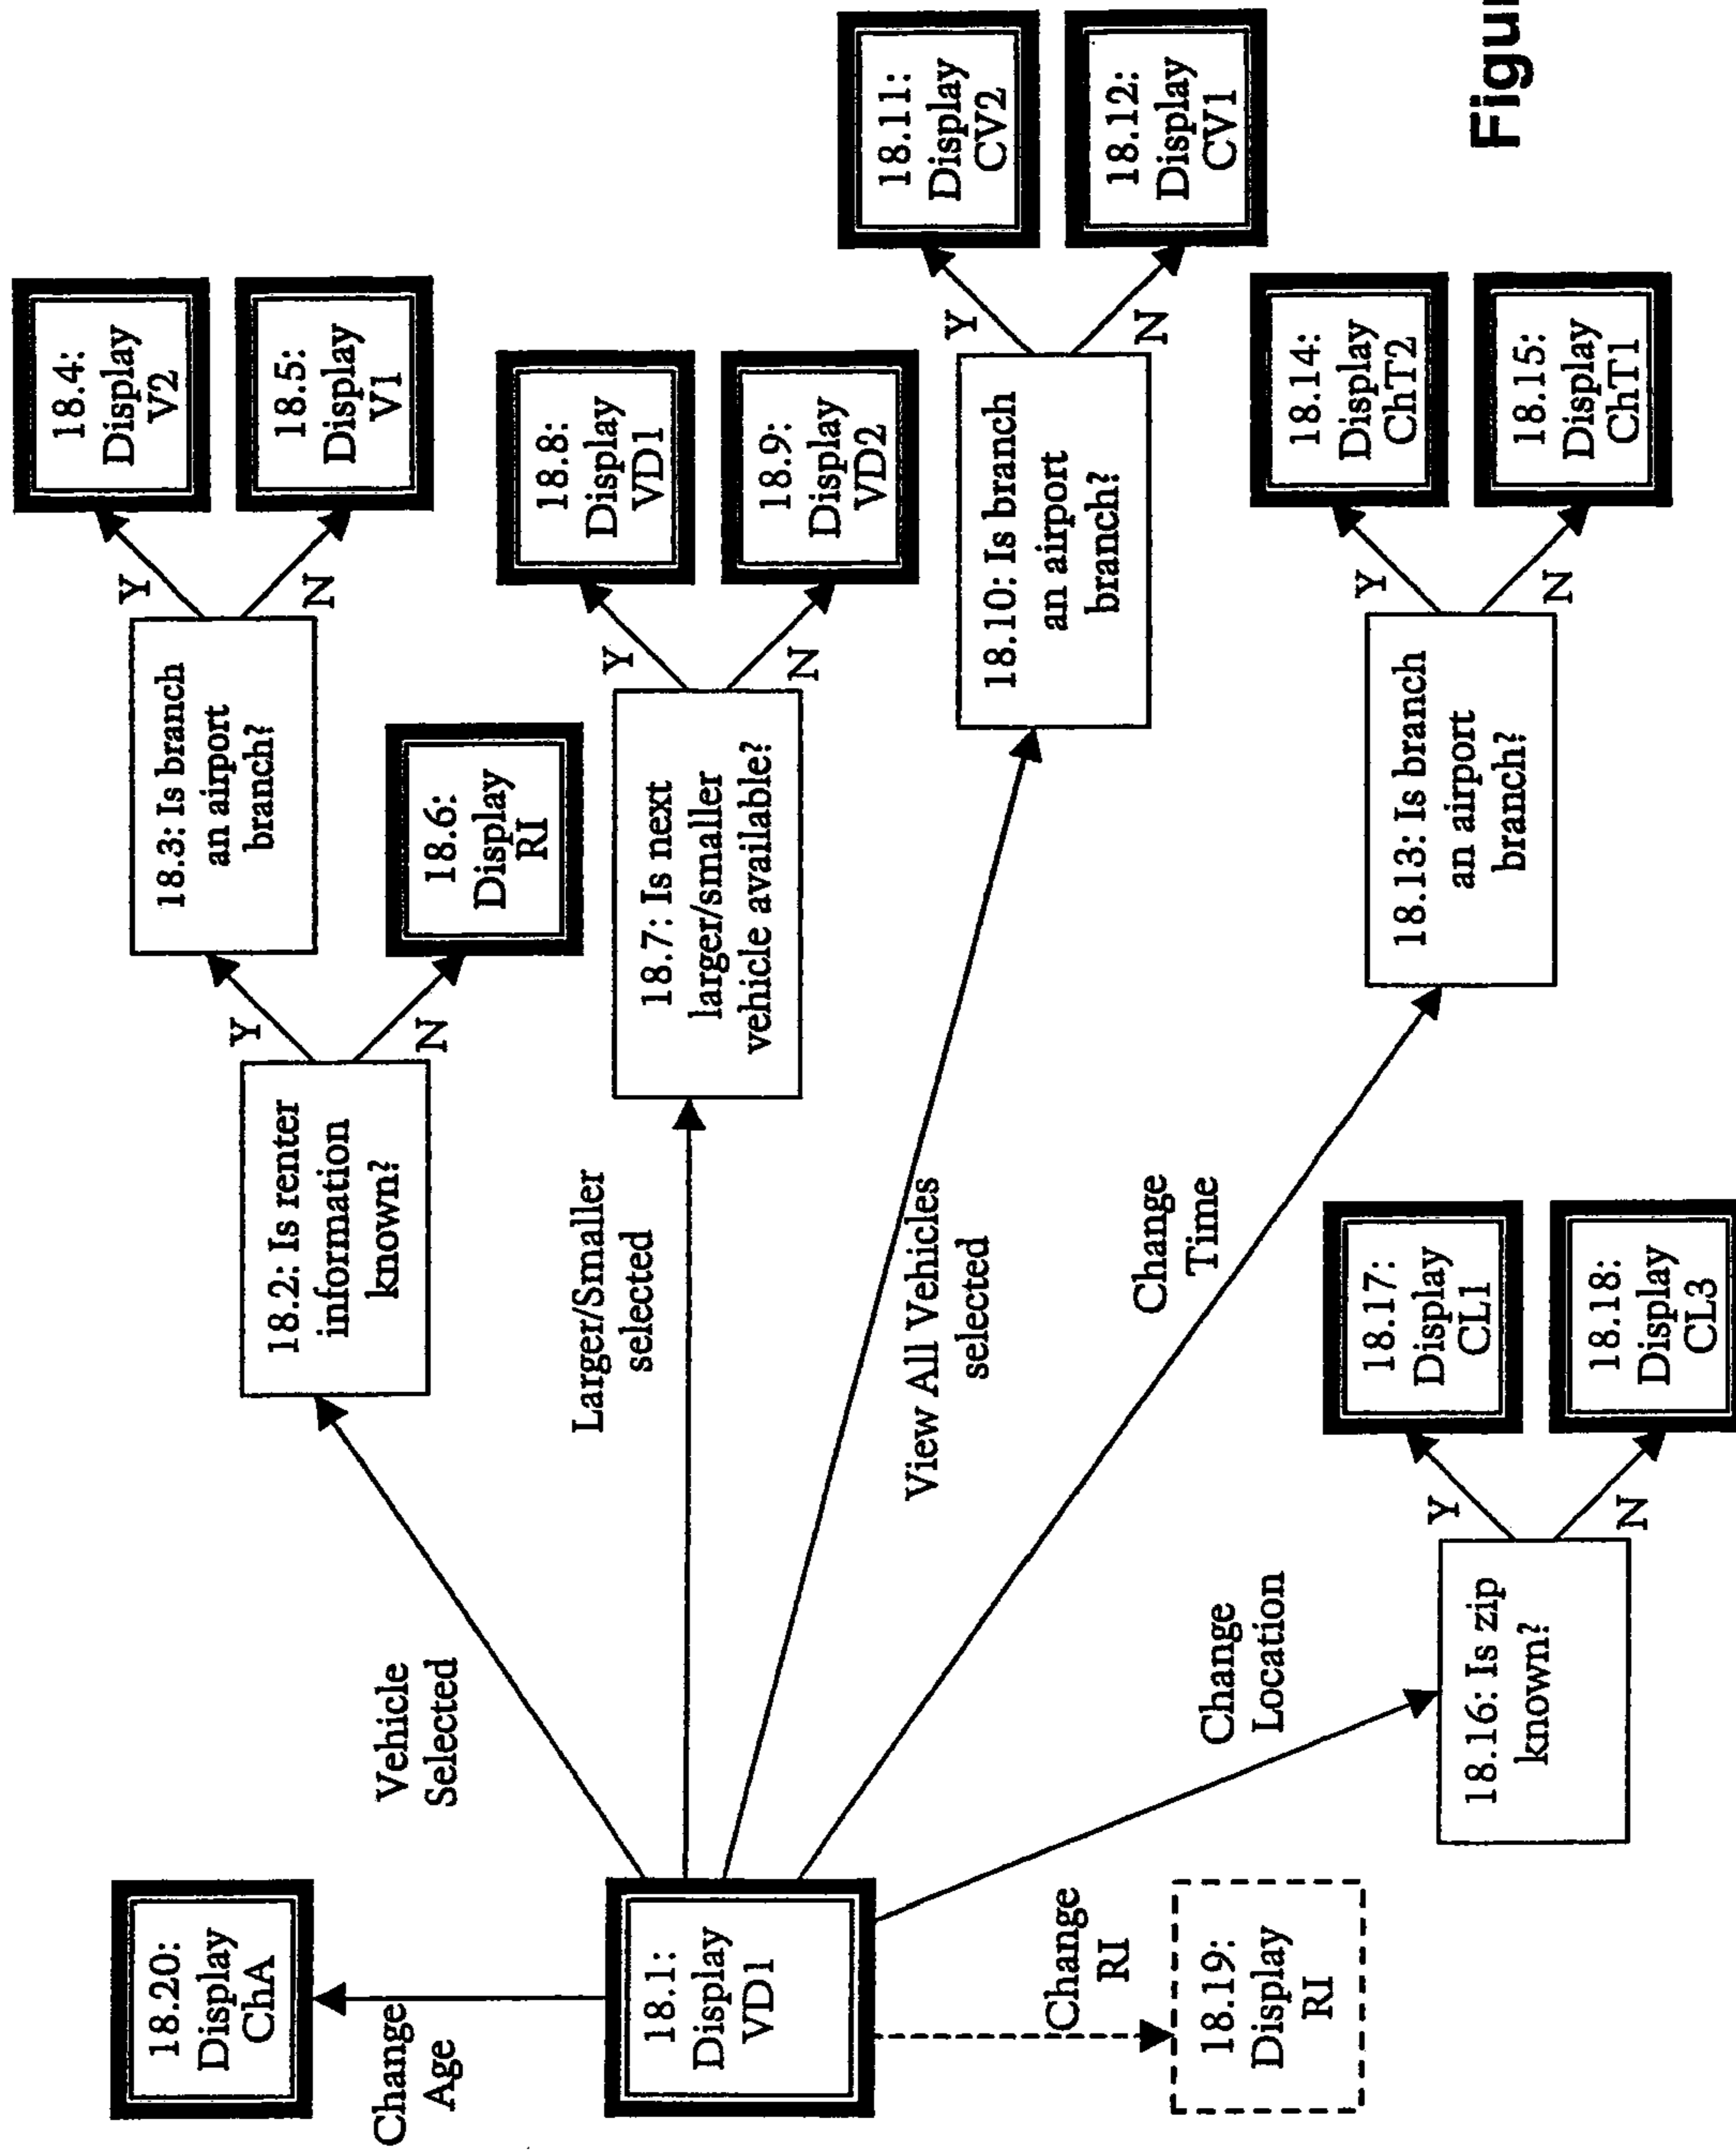 18.20:
Display
ChA
Change
Age
18.1:
Display
VD1
Change
RI
18.19:
Display
RI
Vehicle
Selected
18.2: Is renter
information
known?
Y
N
18.3: Is branch
an airport
branch?
Y
N
18.4:
Display
V2
18.5:
Display
V1
18.6:
Display
RI
Larger/Smaller
selected
18.7: Is next
larger/smaller
vehicle available?
Y
N
18.8:
Display
VD1
18.9:
Display
VD2
View All Vehicles
selected
18.10: Is branch
an airport
branch?
Y
N
18.11:
Display
CV2
18.12:
Display
CV1
Change
Time
18.13: Is branch
an airport
branch?
Y
N
18.14:
Display
ChT2
18.15:
Display
ChT1
Change
Location
18.16: Is zip
known?
Y
N
18.17:
Display
CL1
18.18:
Display
CL3